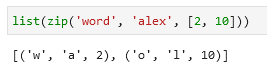 list(zip('word', 'alex', [2, 10]))
[('w', 'a', 2), ('o', 'l', 10)]